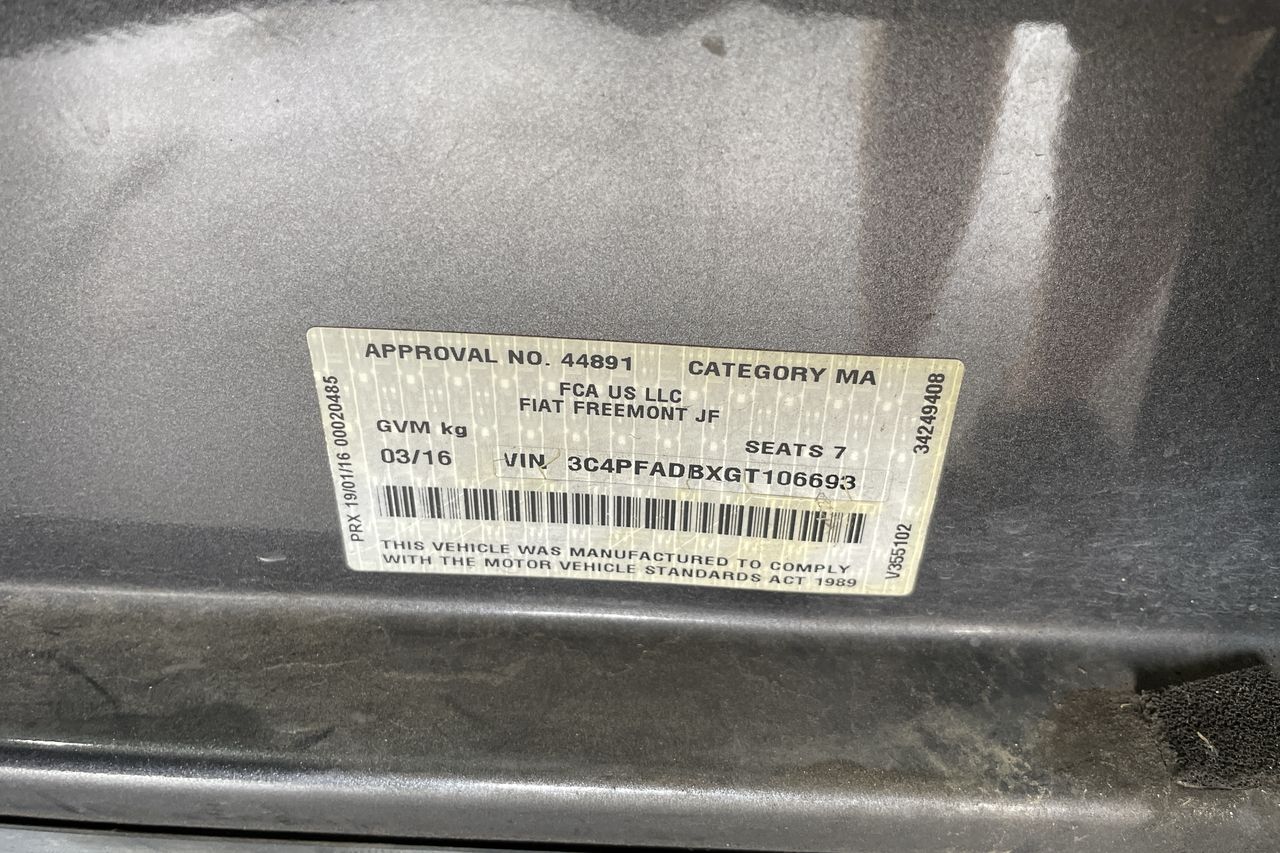 APPROVAL NO. 44891 CATEGORY MA
FCA US LLC
FIAT FREEMONT JF
GVM kg
SEATS 7
03/16 VIN. 3C4PFADBXGT106693
THIS VEHICLE WAS MANUFACTURED TO COMPLY
WITH THE MOTOR VEHICLE STANDARDS ACT 1989
PRX 19/01/16 00020485
34249408
V355102